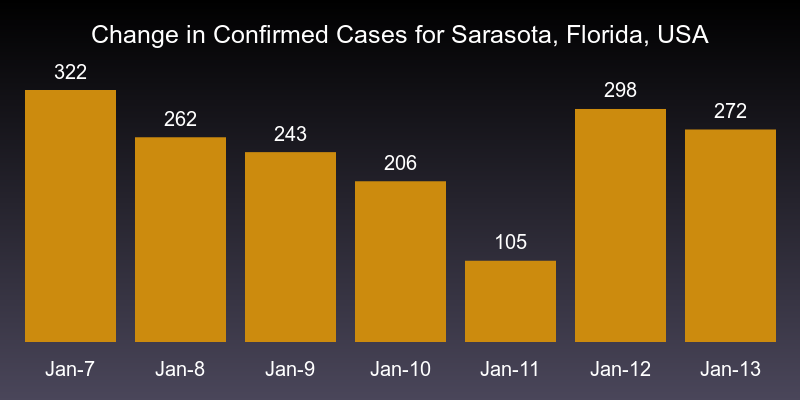 Change in Confirmed Cases for Sarasota, Florida, USA
322
262
243
206
105
298
272
Jan-7
Jan-8
Jan-9
Jan-10
Jan-11
Jan-12
Jan-13